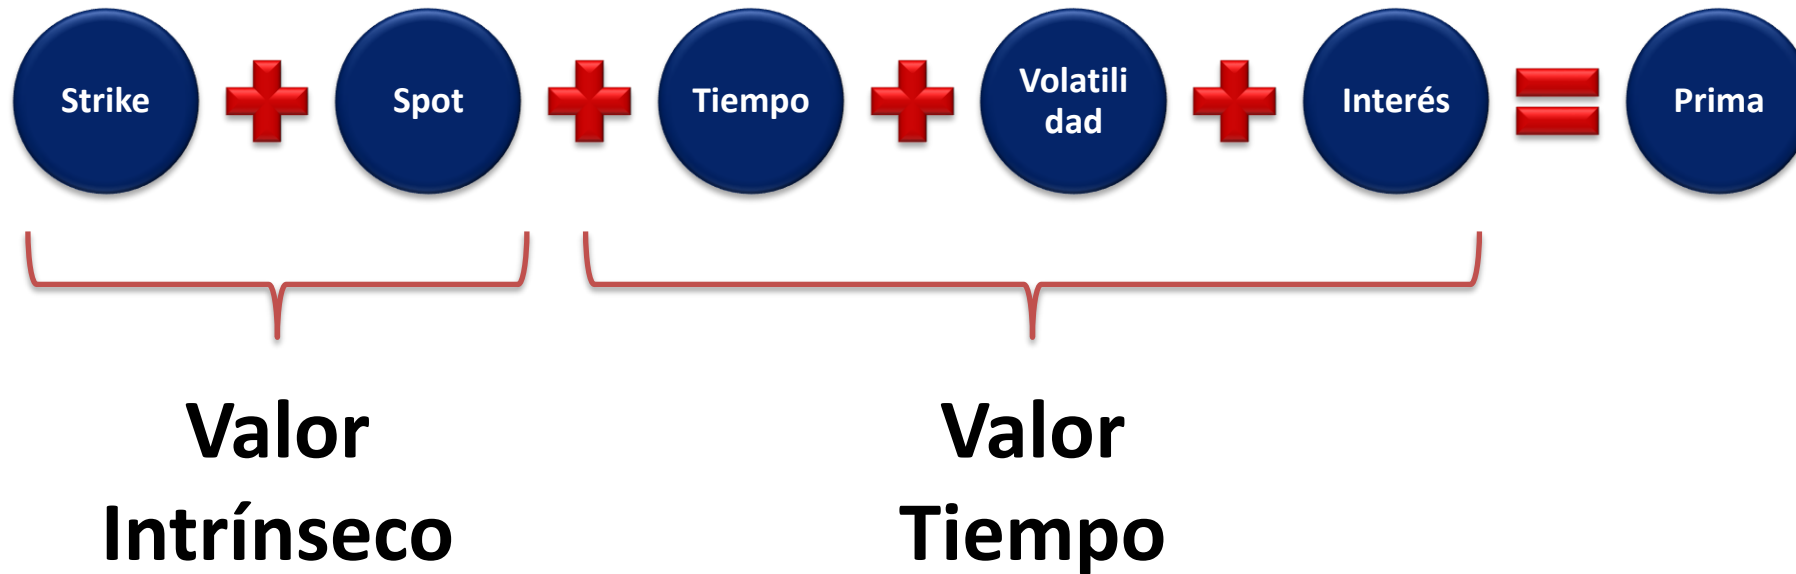 Strike
Spot
Tiempo
Volatili
dad
Interés
Prima
Valor
Intrínseco
Valor
Tiempo